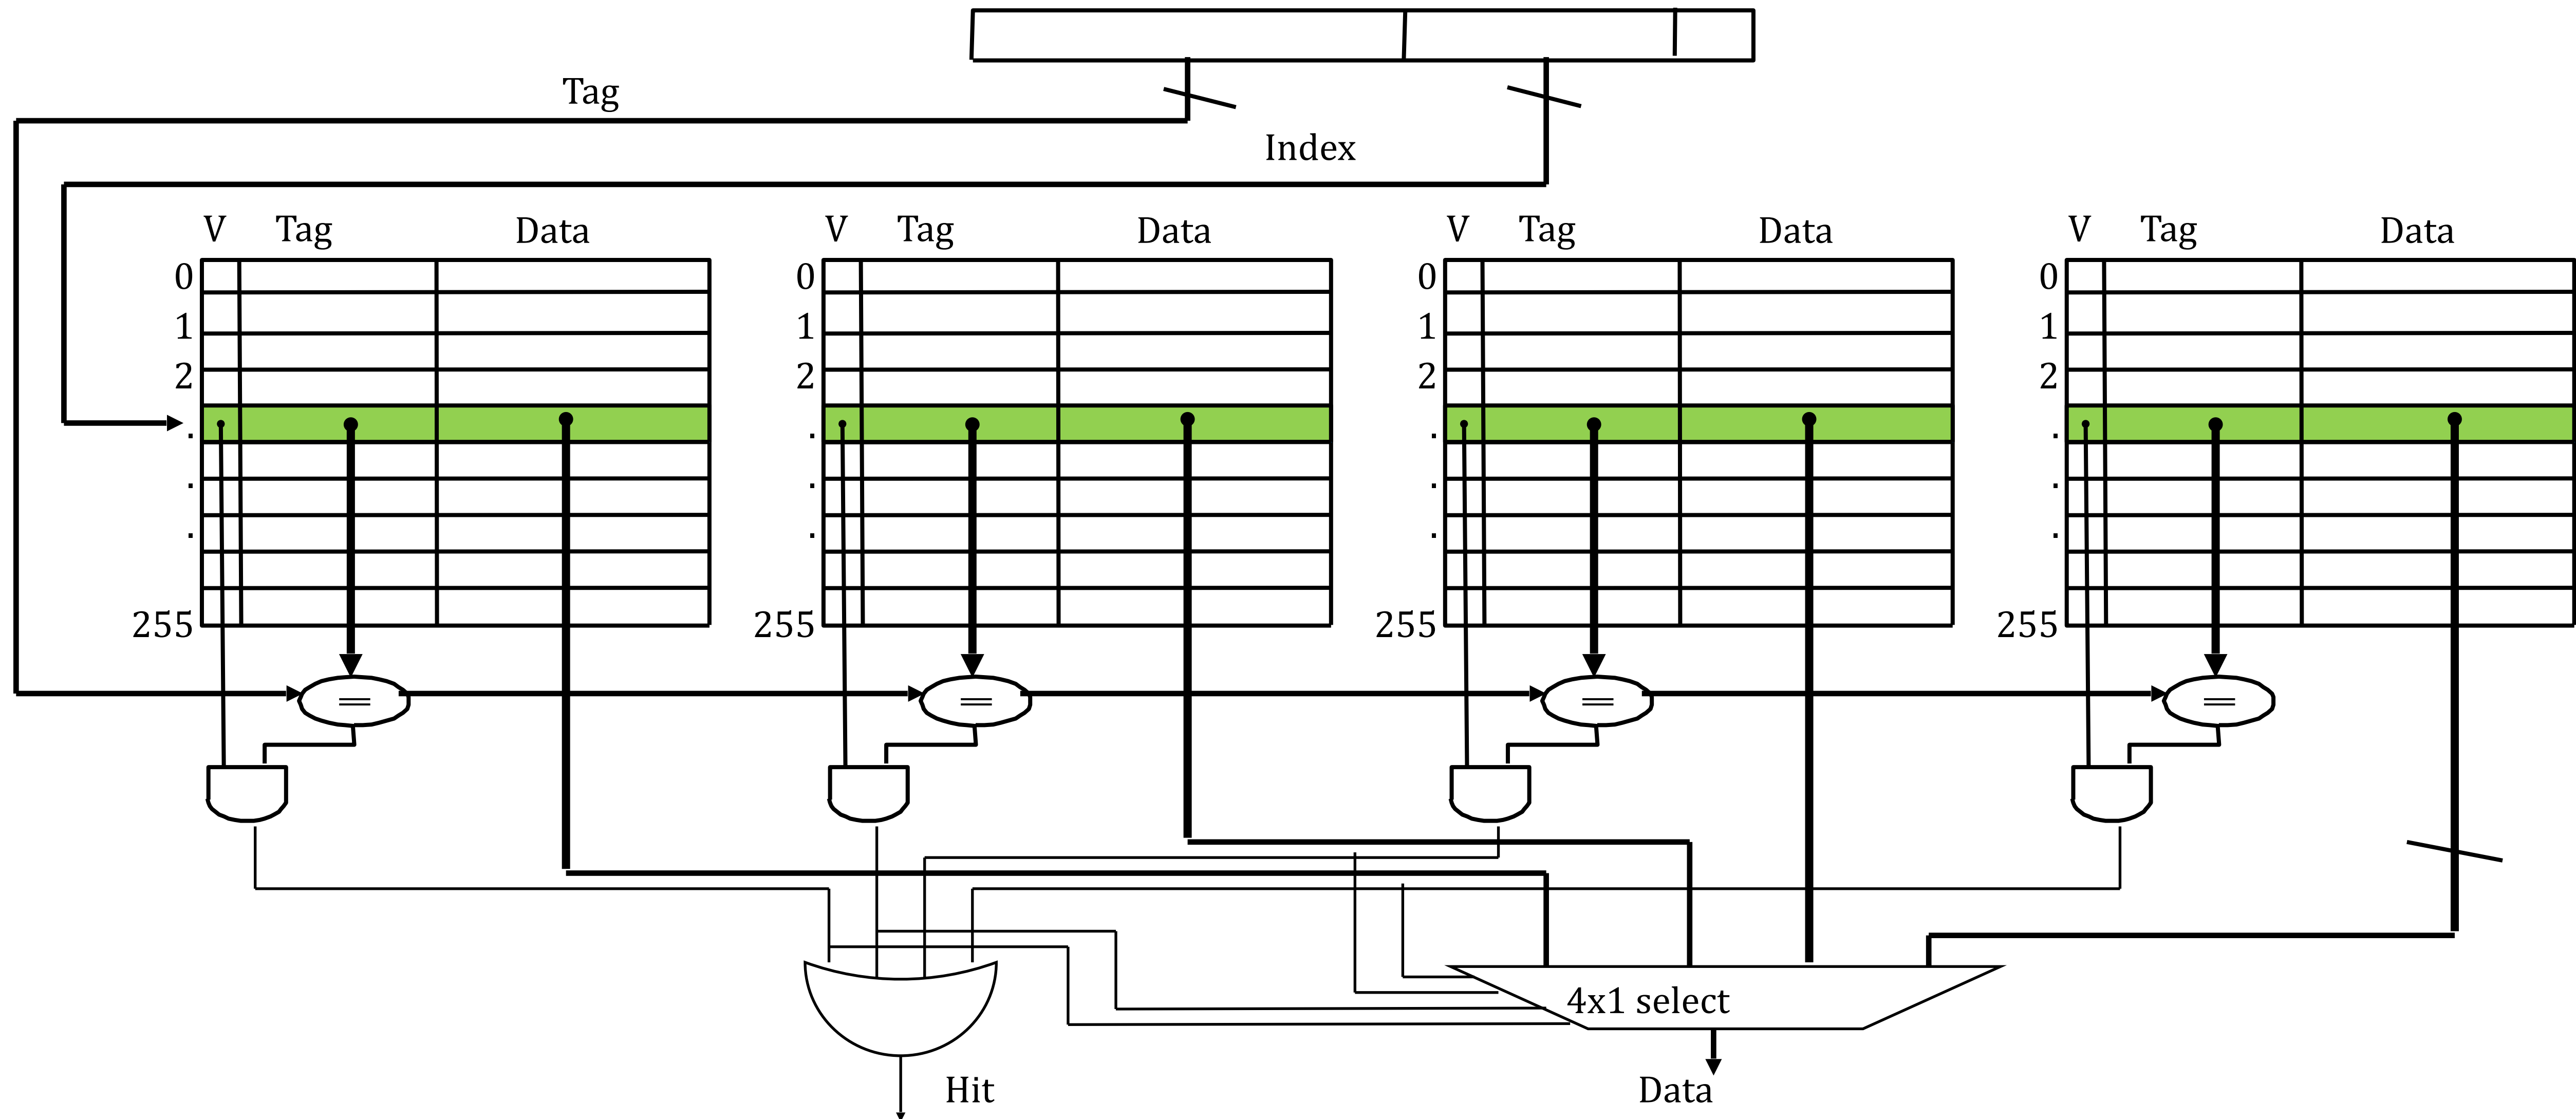 Tag
Index
V Tag Data V Tag Data V Tag Data V Tag Data
0 0 0 0
1 1 1 1
2 2 2 2
. . . .
. . . .
. . . .
255 255 255 255
= = = =
4x1 select
Hit Data